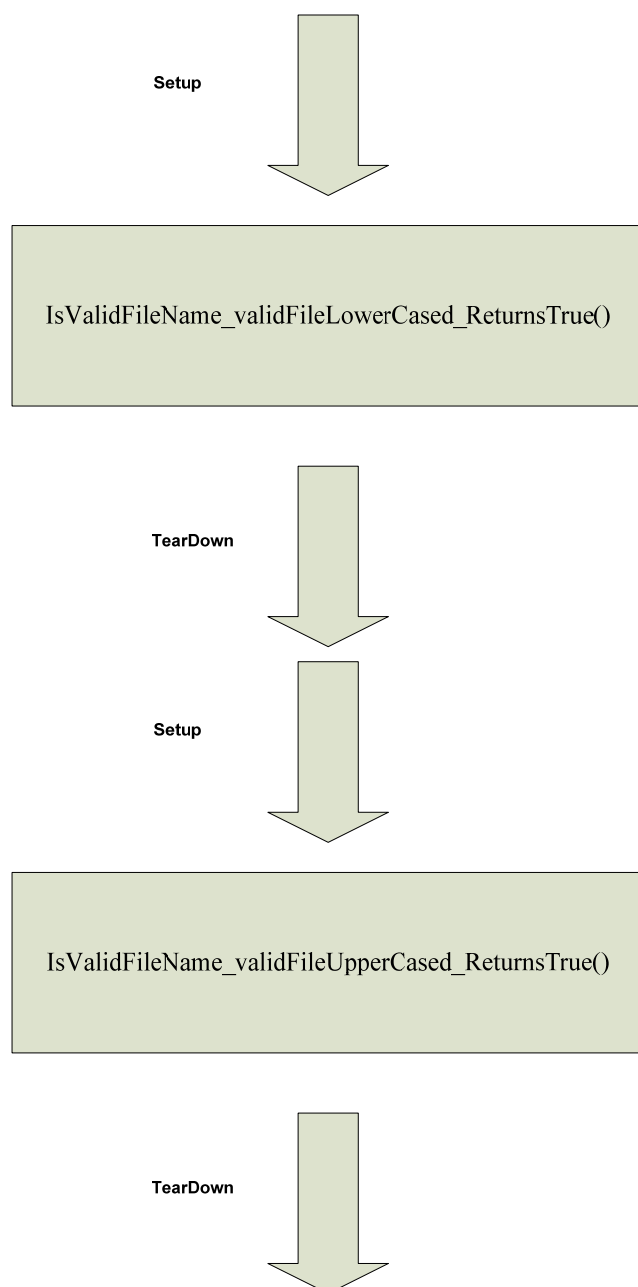 Setup
IsValidFileName_validFileLowerCased_ReturnsTrue()
TearDown
Setup
IsValidFileName_validFileUpperCased_ReturnsTrue()
TearDown